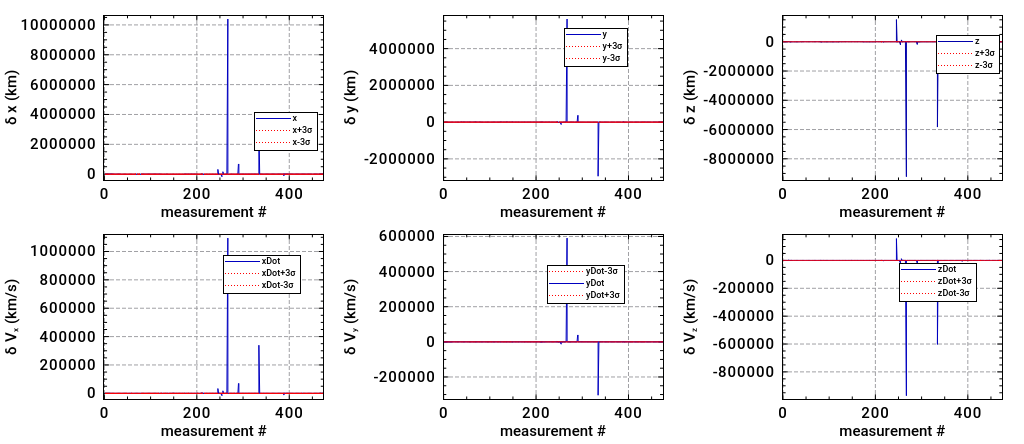 10000000
8000000
6000000
4000000
2000000
0
δ x (km)
x
x+3σ
x-3σ
0 200 400
measurement #
4000000
2000000
0
-2000000
δ y (km)
y
y+3σ
y-3σ
0 200 400
measurement #
0
-2000000
-4000000
-6000000
-8000000
δ z (km)
z
z+3σ
z-3σ
0 200 400
measurement #
1000000
800000
600000
400000
200000
0
δ Vx (km/s)
xDot
xDot+3σ
xDot-3σ
0 200 400
measurement #
600000
400000
200000
0
-200000
δ Vy (km/s)
yDot-3σ
yDot
yDot+3σ
0 200 400
measurement #
0
-200000
-400000
-600000
-800000
δ Vz (km/s)
zDot
zDot+3σ
zDot-3σ
0 200 400
measurement #